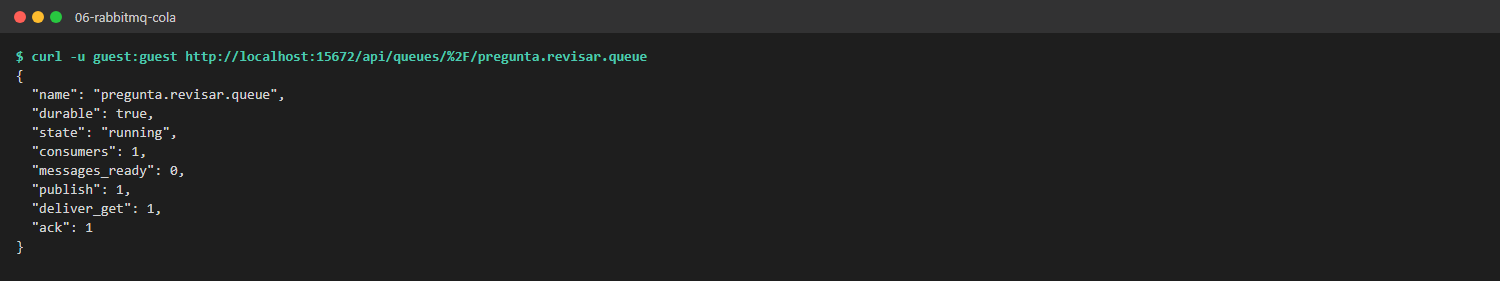 06-rabbitmq-cola
$ curl -u guest:guest http://localhost:15672/api/queues/%2F/pregunta.revisar.queue
{
  "name": "pregunta.revisar.queue",
  "durable": true,
  "state": "running",
  "consumers": 1,
  "messages_ready": 0,
  "publish": 1,
  "deliver_get": 1,
  "ack": 1
}